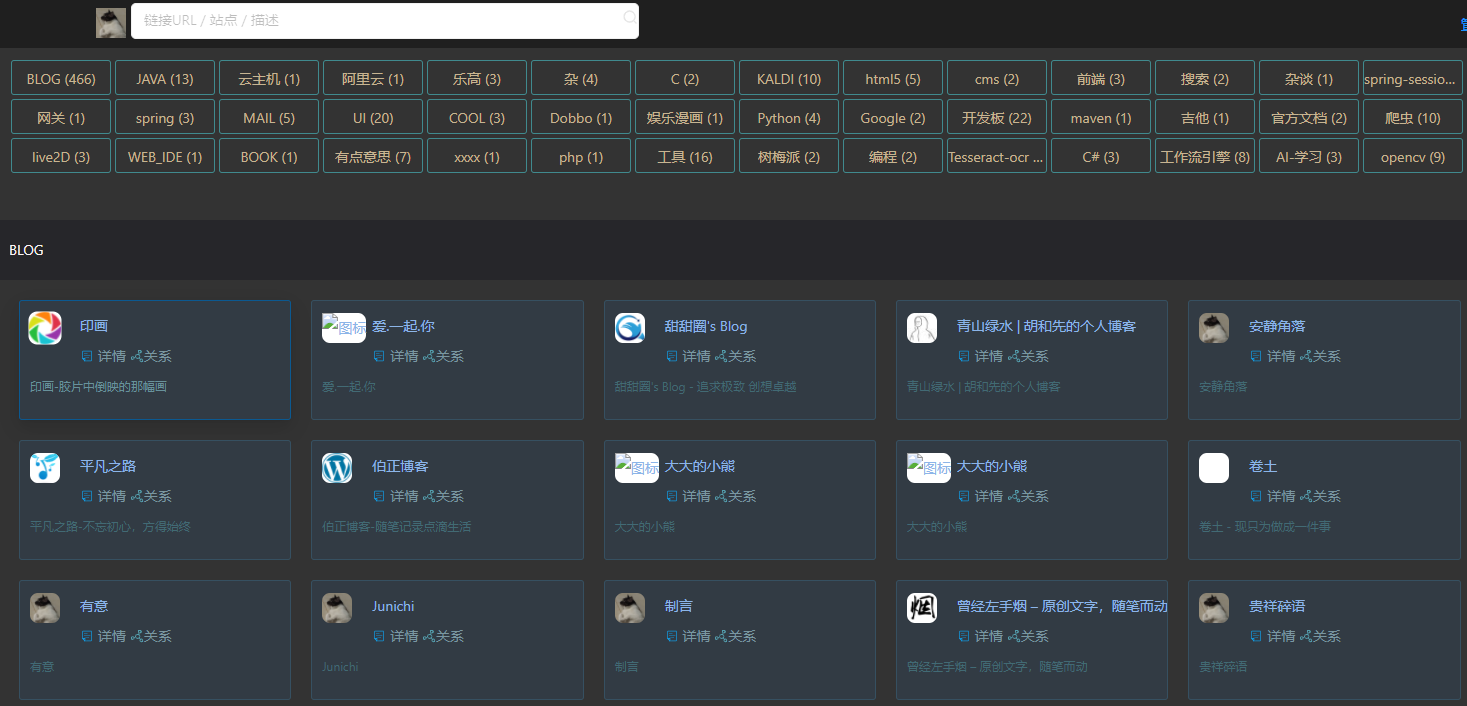 链接URL / 站点 / 描述
BLOG (466) JAVA (13) 云主机 (1) 阿里云 (1) 乐高 (3) 杂 (4) C (2) KALDI (10) html5 (5) cms (2) 前端 (3) 搜索 (2) 杂谈 (1) spring-sessio...
网关 (1) spring (3) MAIL (5) UI (20) COOL (3) Dobbo (1) 娱乐漫画 (1) Python (4) Google (2) 开发板 (22) maven (1) 吉他 (1) 官方文档 (2) 爬虫 (10)
live2D (3) WEB_IDE (1) BOOK (1) 有点意思 (7) xxxx (1) php (1) 工具 (16) 树梅派 (2) 编程 (2) Tesseract-ocr ... C# (3) 工作流引擎 (8) AI-学习 (3) opencv (9)
BLOG
印画 图标 爱.一起.你 甜甜圈's Blog 青山绿水 | 胡和先的个人博客 安静角落
详情 关系 详情 关系 详情 关系 详情 关系 详情 关系
印画-胶片中倒映的那幅画 爱.一起.你 甜甜圈's Blog - 追求极致 创想卓越 青山绿水 | 胡和先的个人博客 安静角落
平凡之路 伯正博客 图标 大大的小熊 图标 大大的小熊 卷土
详情 关系 详情 关系 详情 关系 详情 关系 详情 关系
平凡之路-不忘初心，方得始终 伯正博客-随笔记录点滴生活 大大的小熊 大大的小熊 卷土 - 现只为做成一件事
有意 Junichi 制言 烟 曾经左手烟 – 原创文字，随笔而动 贵祥碎语
详情 关系 详情 关系 详情 关系 详情 关系 详情 关系
有意 Junichi 制言 曾经左手烟 – 原创文字，随笔而动 贵祥碎语